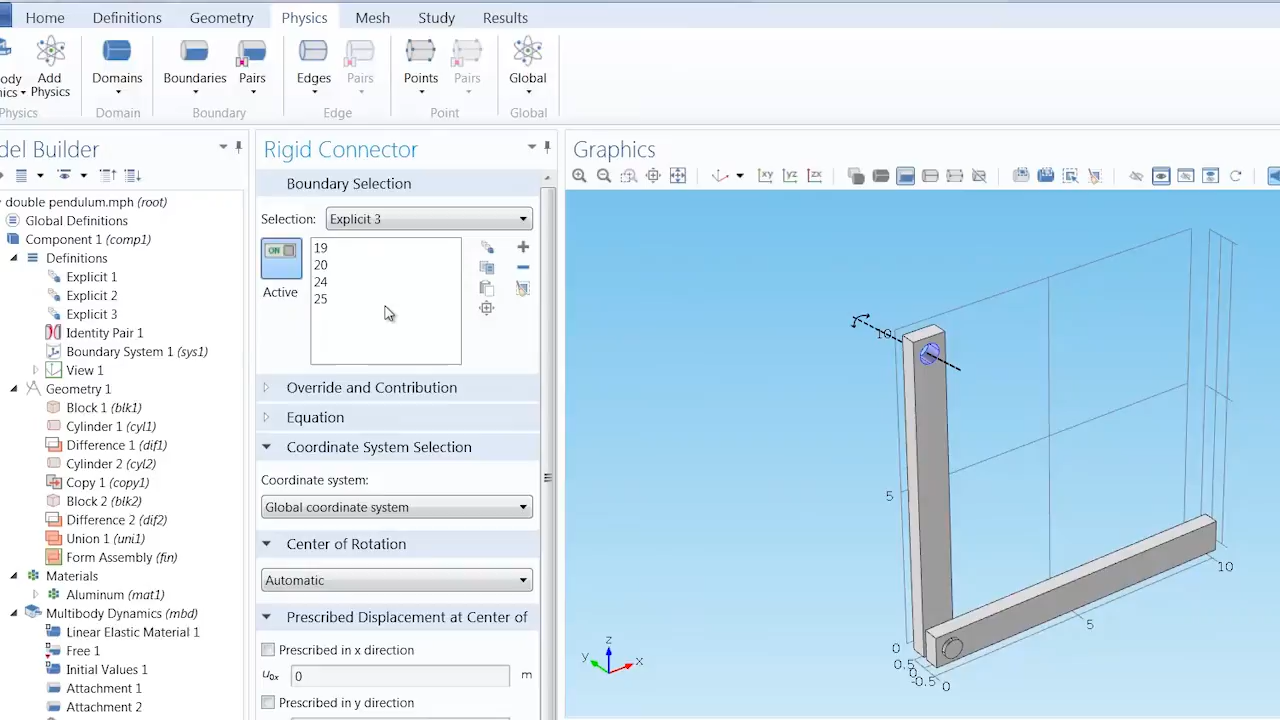 Home Definitions Geometry Physics Mesh Study Results
ody Add Domains Boundaries Pairs Edges Pairs Points Pairs Global
ics Physics
Physics Domain Boundary Edge Point Global
del Builder
double pendulum.mph (root)
Global Definitions
Component 1 (comp1)
Definitions
Explicit 1
Explicit 2
Explicit 3
Identity Pair 1
Boundary System 1 (sys1)
View 1
Geometry 1
Block 1 (blk1)
Cylinder 1 (cyl1)
Difference 1 (dif1)
Cylinder 2 (cyl2)
Copy 1 (copy1)
Block 2 (blk2)
Difference 2 (dif2)
Union 1 (uni1)
Form Assembly (fin)
Materials
Aluminum (mat1)
Multibody Dynamics (mbd)
Linear Elastic Material 1
Free 1
Initial Values 1
Attachment 1
Attachment 2
Rigid Connector
Boundary Selection
Selection: Explicit 3
ON
Active
19
20
24
25
Override and Contribution
Equation
Coordinate System Selection
Coordinate system:
Global coordinate system
Center of Rotation
Automatic
Prescribed Displacement at Center of
Prescribed in x direction
u0x 0 m
Prescribed in y direction
Graphics
xy yz zx
10
5
0
0.5
0
-0.5 0
5
10
z
y x